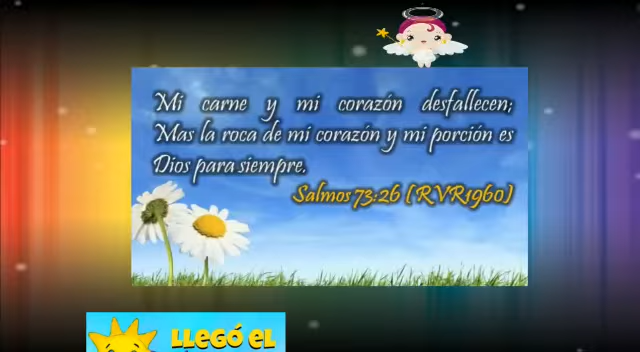 Mi carne y mi corazón desfallecen;
Mas la roca de mi corazón y mi porción es
Dios para siempre.
Salmos 73:26 (RVR1960)
LLEGÓ EL